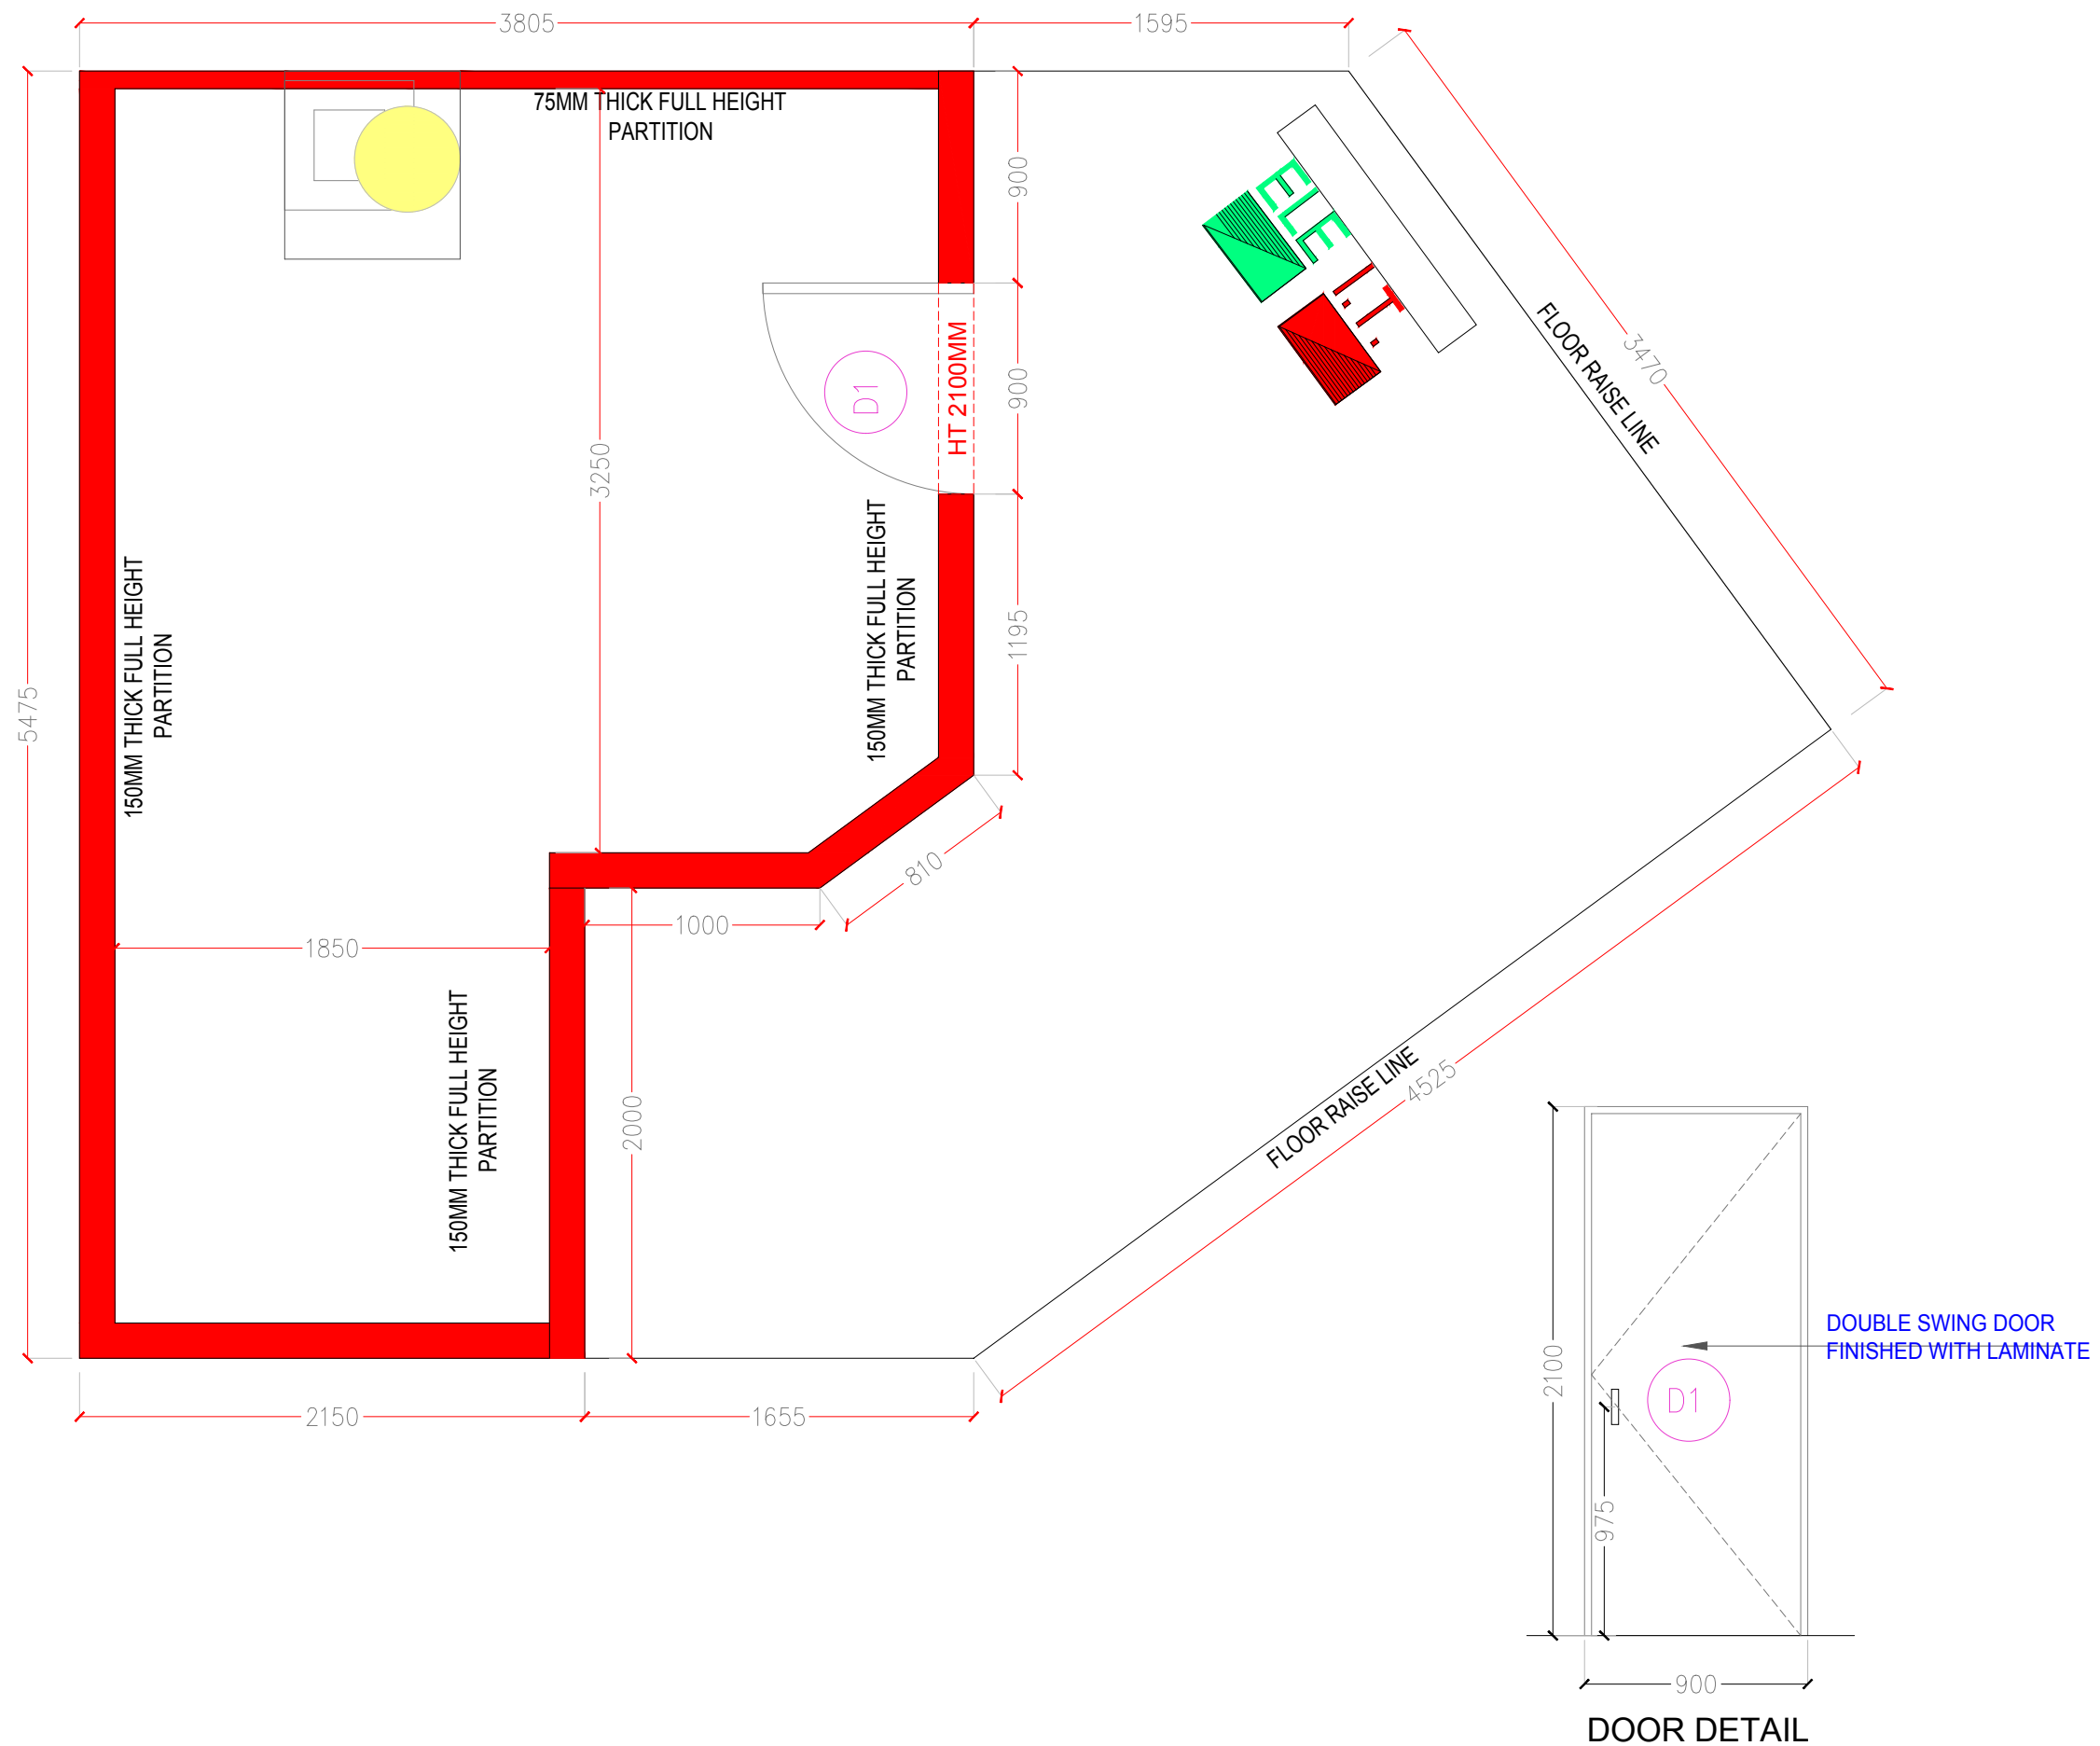 3805
1595
75MM THICK FULL HEIGHT
PARTITION
900
ELE
I.T.
FLOOR RAISE LINE
3470
D1
HT 2100MM
900
3250
150MM THICK FULL HEIGHT
PARTITION
150MM THICK FULL HEIGHT
PARTITION
1195
5475
810
1000
1850
150MM THICK FULL HEIGHT
PARTITION
2000
FLOOR RAISE LINE
4525
2150
1655
2100
DOUBLE SWING DOOR
FINISHED WITH LAMINATE
D1
975
900
DOOR DETAIL